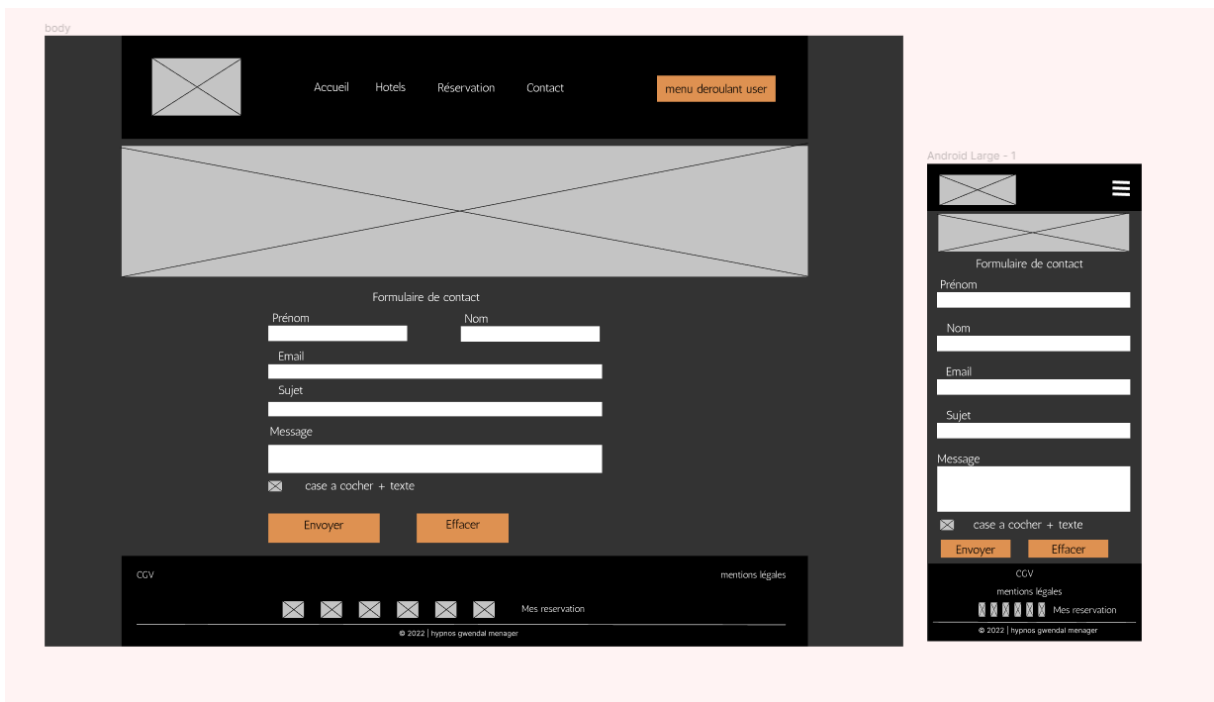 body
Accueil Hotels Réservation Contact menu deroulant user
Formulaire de contact
Prénom Nom
Email
Sujet
Message
case a cocher + texte
Envoyer Effacer
CGV mentions légales
Mes reservation
© 2022 | hypnos gwendal menager
Android Large - 1
Formulaire de contact
Prénom
Nom
Email
Sujet
Message
case a cocher + texte
Envoyer Effacer
CGV
mentions légales
Mes reservation
© 2022 | hypnos gwendal menager